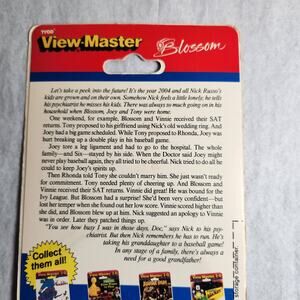 TYCO
View-Master
Blossom
Let's take a peek into the future! It's the year 2004 and all Nick Russo's
kids are grown and on their own. Somehow Nick feels a little lonely; he tells
his psychiatrist he misses his kids. There was always so much going on in his
household when Blossom, Joey and Tony were home.
One weekend, for example, Blossom and Vinnie received their SAT
returns. Tony proposed to his girlfriend using Nick's old wedding ring. And
Joey had a big game scheduled. While Tony proposed to Rhonda, Joey was
hurt breaking up a double play in his baseball game.
Joey tore a leg ligament and had to go to the hospital. The whole
family—and Six—stayed by his side. When the Doctor said Joey might
never play baseball again, they all tried to be cheerful. Nick tried to do all he
could to keep Joey's spirits up.
Then Rhonda told Tony she couldn't marry him. She just wasn't ready
for commitment. Tony needed plenty of cheering up. And Blossom and
Vinnie received their SAT returns. Vinnie did great! He was bound for the
Ivy League. But Blossom had a surprise! She'd been very confident—but
lost her temper when she found out her low score. Vinnie scored higher than
she did, and Blossom blew up at him. Nick suggested an apology to Vinnie
was in order. Later they patched things up.
"You see how busy I was in those days, Doc," says Nick to his psy-
chiatrist. But then Nick remembers he has to run. He's
taking his granddaughter to a baseball game!
In any stage of family, there's always a
need for a good grandfather!
Collect
them all!
View-Master
View-Master
View-Master
View-Master